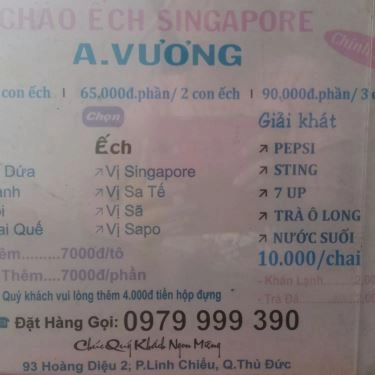 CHÁO ẾCH SINGAPORE
Chính
A.VƯƠNG
con ếch 65,000đ.phần/ 2 con ếch 90,000đ.phần/ 3
Chọn
Ếch
Giải khát
Dứa
↗Vị Singapore
↗ PEPSI
↗Vị Sa Tế
↗ STING
↗Vị Sã
↗ 7 UP
Quế
↗Vị Sapo
↗ TRÀ Ô LONG
↗ NƯỚC SUỐI
10.000/chai
êm.........7000đ/tô
Thêm....7000đ/phần
- Khăn Lạnh
- Trà Đá
Quý khách vui lòng thêm 4.000đ tiền hộp đựng
☎ Đặt Hàng Gọi: 0979 999 390
Chúc Quý Khách Ngon Miệng
93 Hoàng Diệu 2; P.Linh Chiểu, Q.Thủ Đức